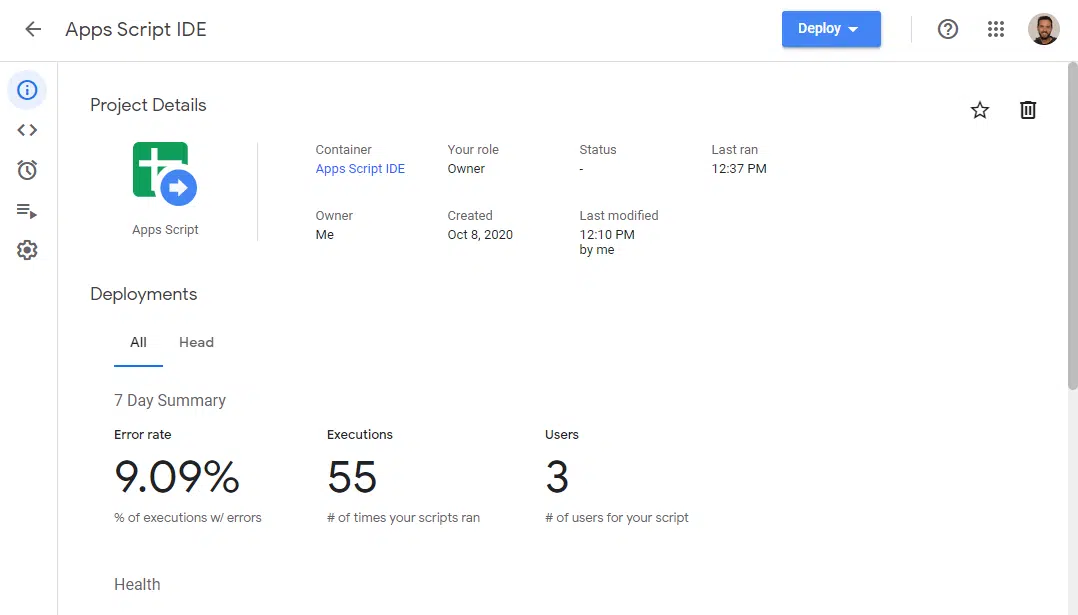 Apps Script IDE
Deploy
Project Details
Apps Script
Container
Apps Script IDE
Your role
Owner
Status
-
Last ran
12:37 PM
Owner
Me
Created
Oct 8, 2020
Last modified
12:10 PM
by me
Deployments
All Head
7 Day Summary
Error rate
9.09%
% of executions w/ errors
Executions
55
# of times your scripts ran
Users
3
# of users for your script
Health